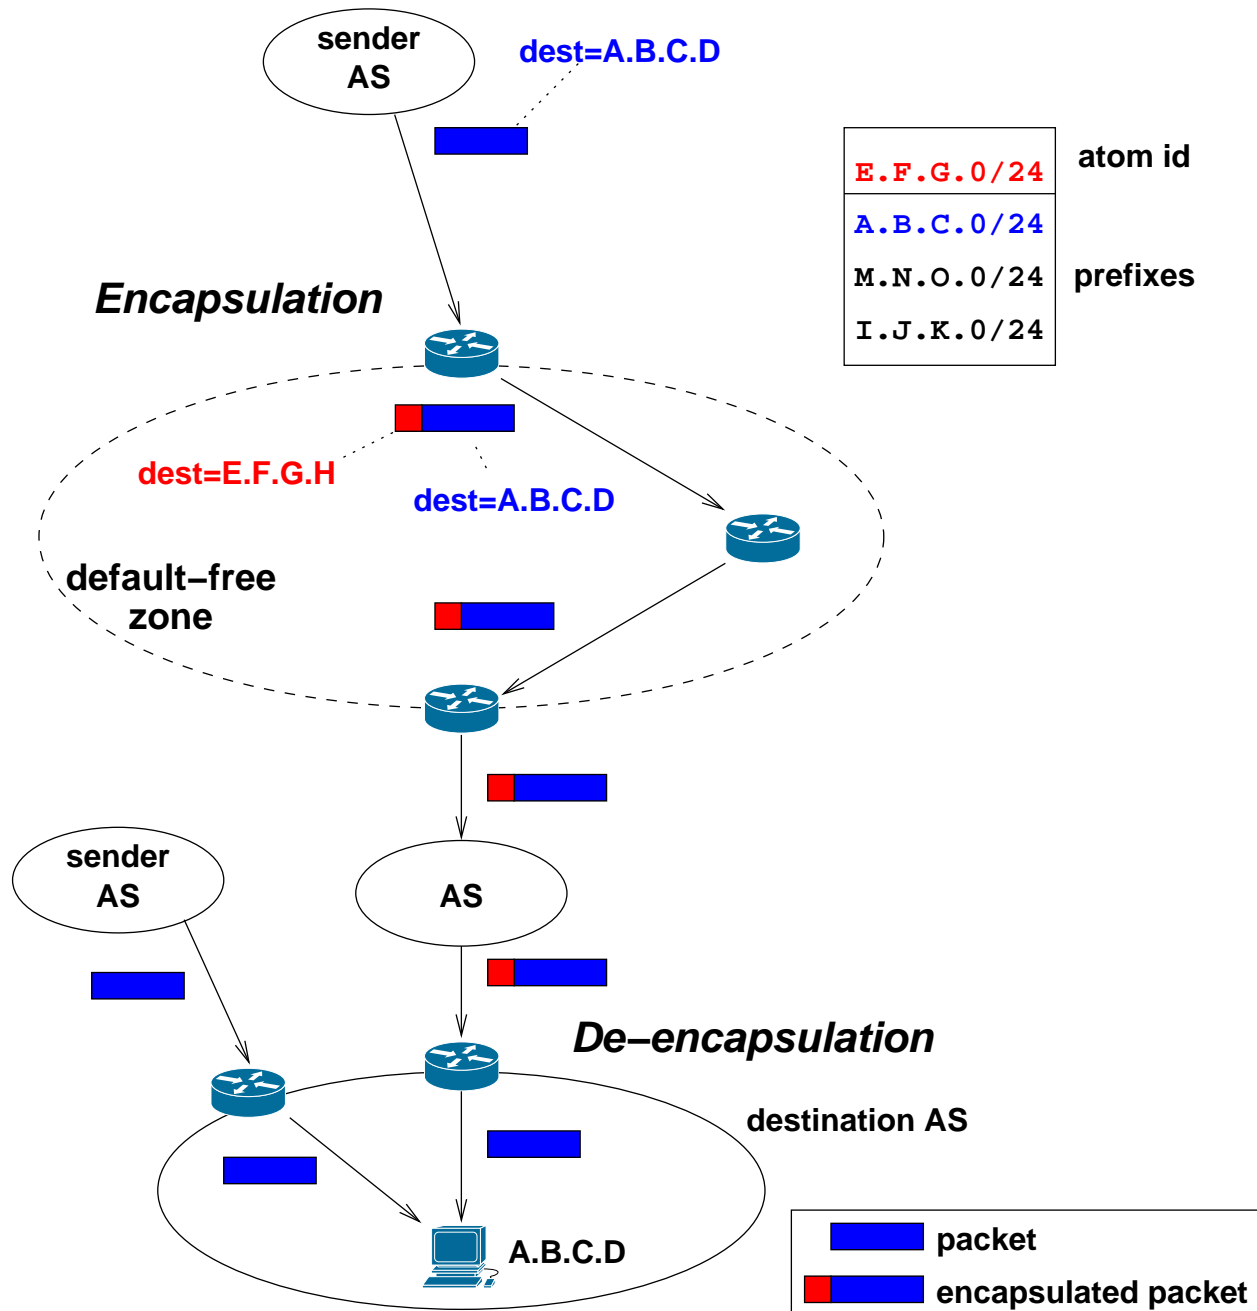 sender
AS
dest=A.B.C.D
E.F.G.0/24
atom id
A.B.C.0/24
M.N.O.0/24
prefixes
I.J.K.0/24
Encapsulation
dest=E.F.G.H
dest=A.B.C.D
default–free
zone
sender
AS
AS
De–encapsulation
destination AS
A.B.C.D
packet
encapsulated packet